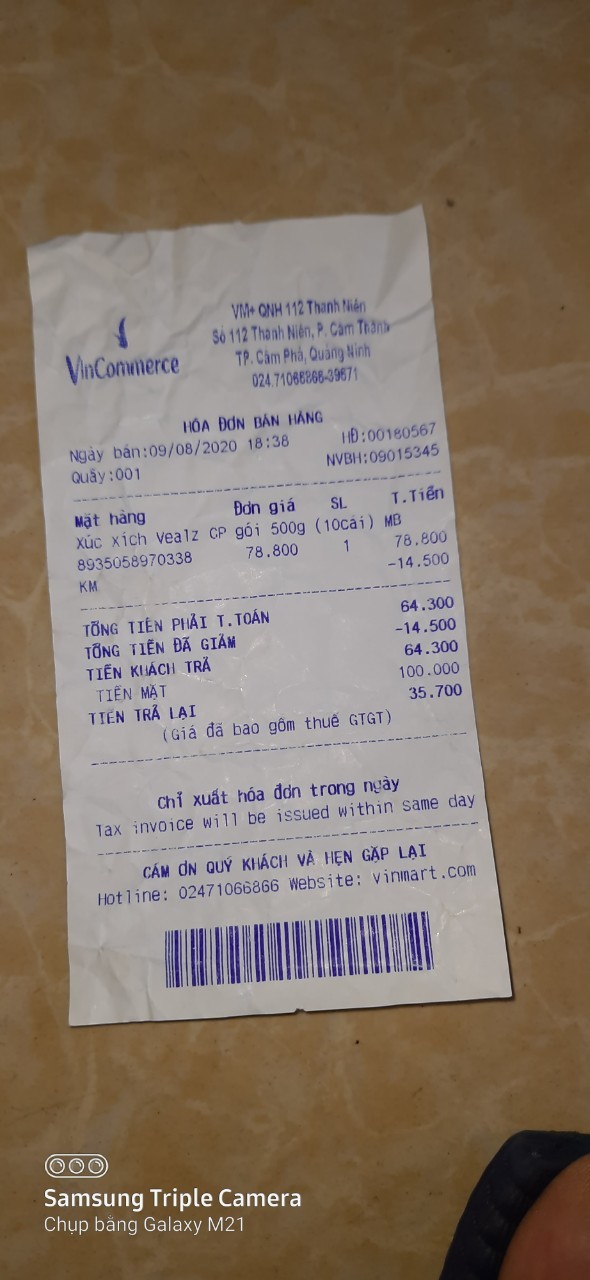 VinCommerce
VM+ QNH 112 Thanh Niên
Số 112 Thanh Niên, P. Cẩm Thành
TP. Cẩm Phả, Quảng Ninh
024.71066866-39671
HÓA ĐƠN BÁN HÀNG
Ngày bán:09/08/2020 18:38 HĐ:00180567
Quầy:001 NVBH:09015345
Mặt hàng Đơn giá SL T.Tiền
Xúc xích Vealz CP gói 500g (10cái) MB
8935058970338 78.800 1 78.800
KM -14.500
TỔNG TIỀN PHẢI T.TOÁN 64.300
TỔNG TIỀN ĐÃ GIẢM -14.500
TIỀN KHÁCH TRẢ 64.300
TIỀN MẶT 100.000
TIỀN TRẢ LẠI 35.700
(Giá đã bao gồm thuế GTGT)
Chỉ xuất hóa đơn trong ngày
Tax invoice will be issued within same day
CẢM ƠN QUÝ KHÁCH VÀ HẸN GẶP LẠI
Hotline: 02471066866 Website: vinmart.com
Samsung Triple Camera
Chụp bằng Galaxy M21